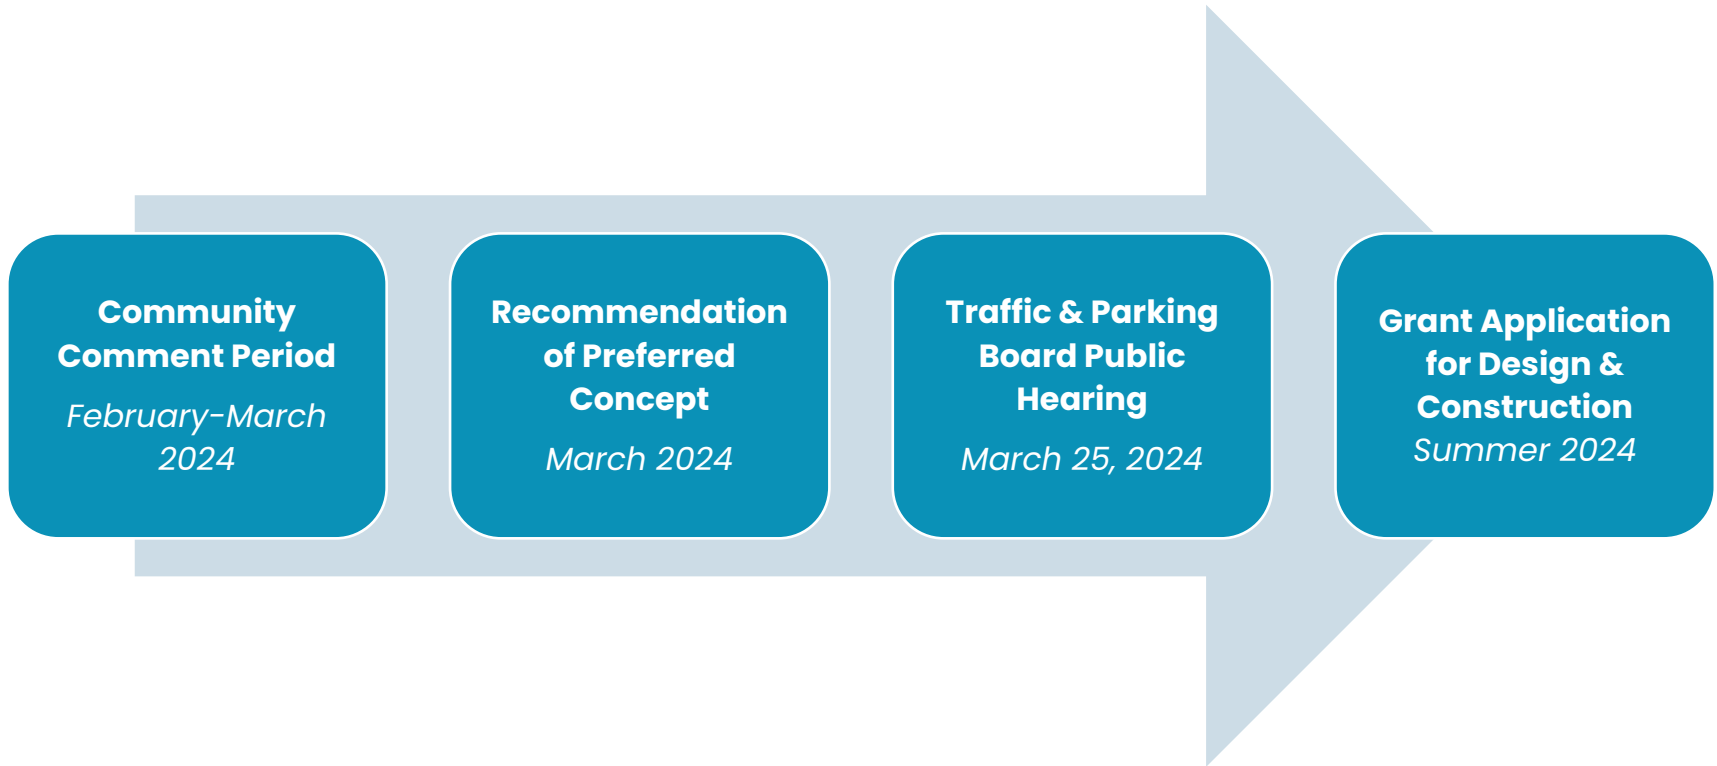 Community
Comment Period
February-March
2024
Recommendation
of Preferred
Concept
March 2024
Traffic & Parking
Board Public
Hearing
March 25, 2024
Grant Application
for Design &
Construction
Summer 2024